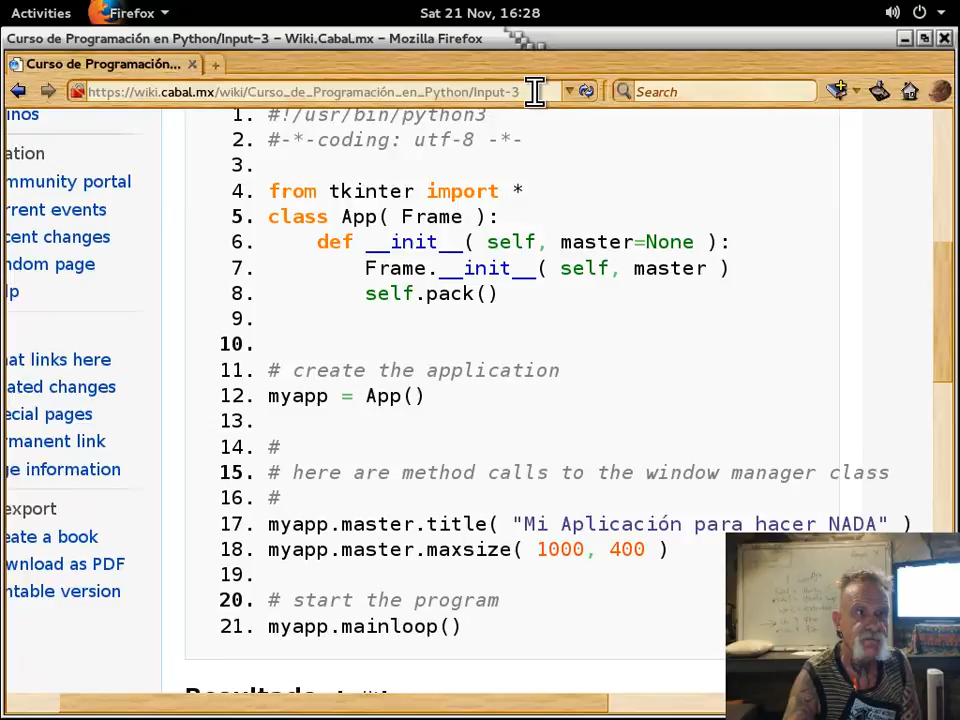 Activities Firefox Sat 21 Nov, 16:28
Curso de Programación en Python/Input-3 - Wiki.Cabal.mx - Mozilla Firefox
Curso de Programación...
https://wiki.cabal.mx/wiki/Curso_de_Programación_en_Python/Input-3 Search
1. #!/usr/bin/python3
2. #-*-coding: utf-8 -*-
3.
4. from tkinter import *
5. class App( Frame ):
6. def __init__( self, master=None ):
7. Frame.__init__( self, master )
8. self.pack()
9.
10.
11. # create the application
12. myapp = App()
13.
14. #
15. # here are method calls to the window manager class
16. #
17. myapp.master.title( "Mi Aplicación para hacer NADA" )
18. myapp.master.maxsize( 1000, 400 )
19.
20. # start the program
21. myapp.mainloop()
inos
ation
mmunity portal
rrent events
cent changes
ndom page
lp
at links here
ated changes
ecial pages
rmanent link
ge information
export
eate a book
wnload as PDF
ntable version